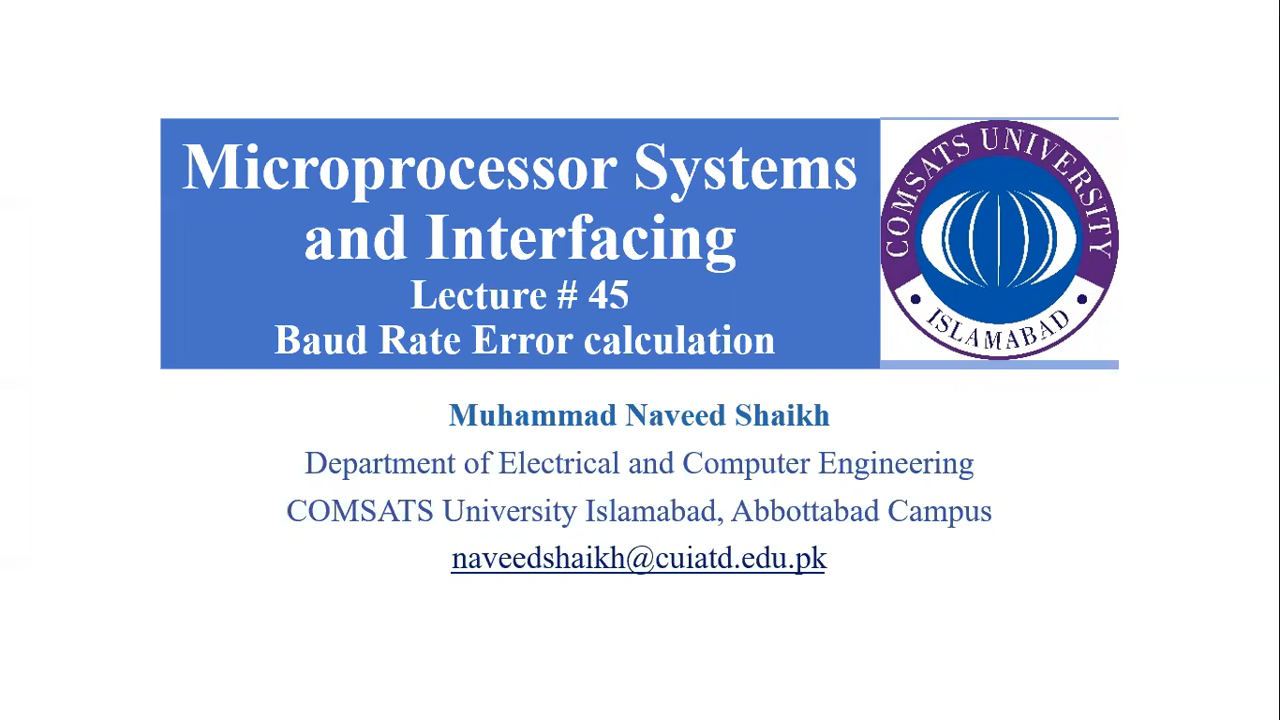 Microprocessor Systems
and Interfacing
Lecture # 45
Baud Rate Error calculation
COMSATS UNIVERSITY
ISLAMABAD
Muhammad Naveed Shaikh
Department of Electrical and Computer Engineering
COMSATS University Islamabad, Abbottabad Campus
naveedshaikh@cuiatd.edu.pk